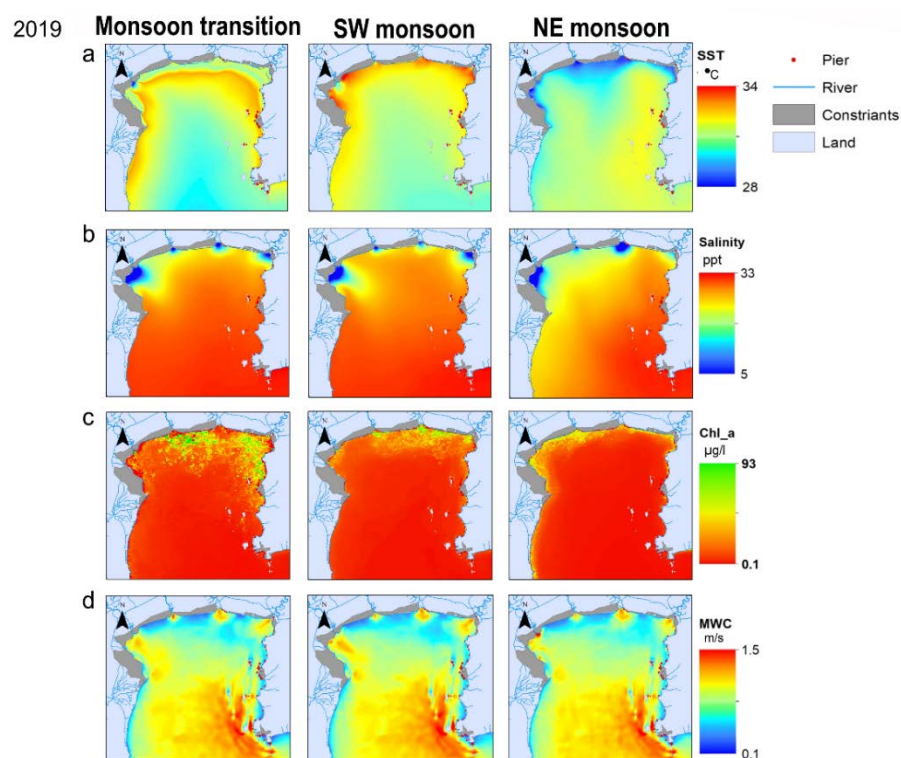 2019
Monsoon transition
SW monsoon
NE monsoon
a
N
N
N
SST
°C
34
28
Pier
River
Constriants
Land
b
N
N
N
Salinity
ppt
33
5
c
N
N
N
Chl_a
µg/l
93
0.1
d
N
N
N
MWC
m/s
1.5
0.1